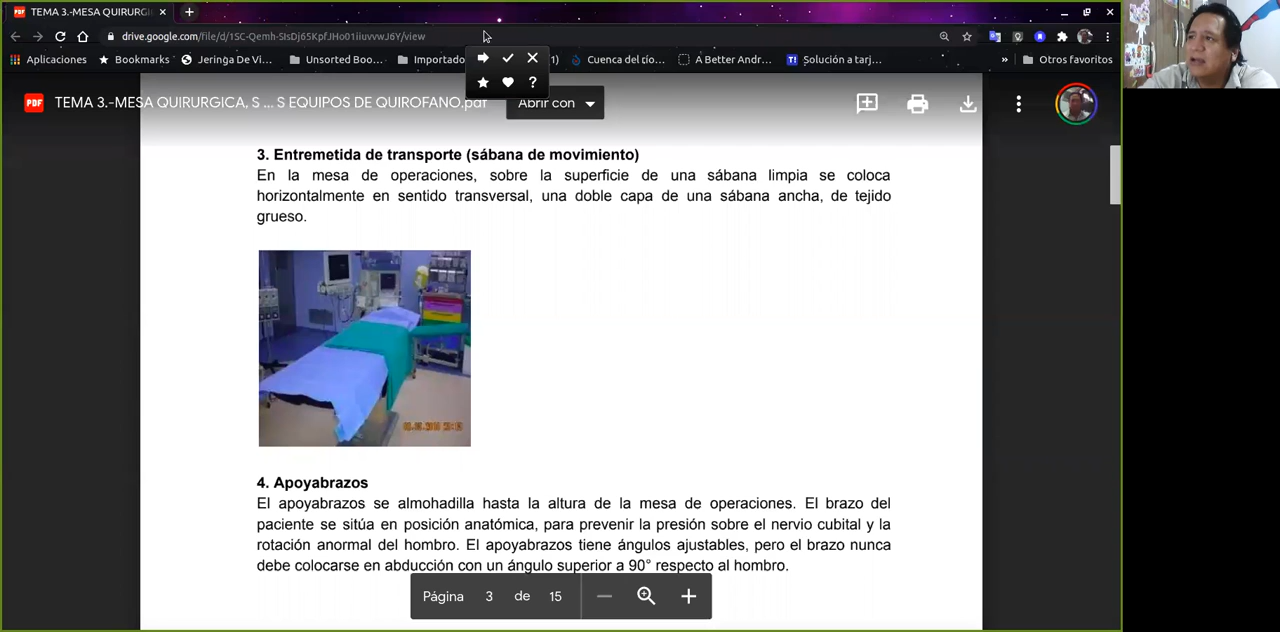 TEMA 3.-MESA QUIRURGI
drive.google.com/file/d/1SC-Qemh-SIsDj65KpfJHo01iiuvvwJ6Y/view
Aplicaciones
Bookmarks
Jeringa De Vi...
Unsorted Boo...
Importado
1)
Cuenca del río...
A Better Andr...
T!
Solución a tarj...
»
Otros favoritos
PDF
TEMA 3.-MESA QUIRURGICA, S ... S EQUIPOS DE QUIROFANO.pdf
Abrir con
3. Entremetida de transporte (sábana de movimiento)
En la mesa de operaciones, sobre la superficie de una sábana limpia se coloca
horizontalmente en sentido transversal, una doble capa de una sábana ancha, de tejido
grueso.
4. Apoyabrazos
El apoyabrazos se almohadilla hasta la altura de la mesa de operaciones. El brazo del
paciente se sitúa en posición anatómica, para prevenir la presión sobre el nervio cubital y la
rotación anormal del hombro. El apoyabrazos tiene ángulos ajustables, pero el brazo nunca
debe colocarse en abducción con un ángulo superior a 90° respecto al hombro.
Página 3 de 15